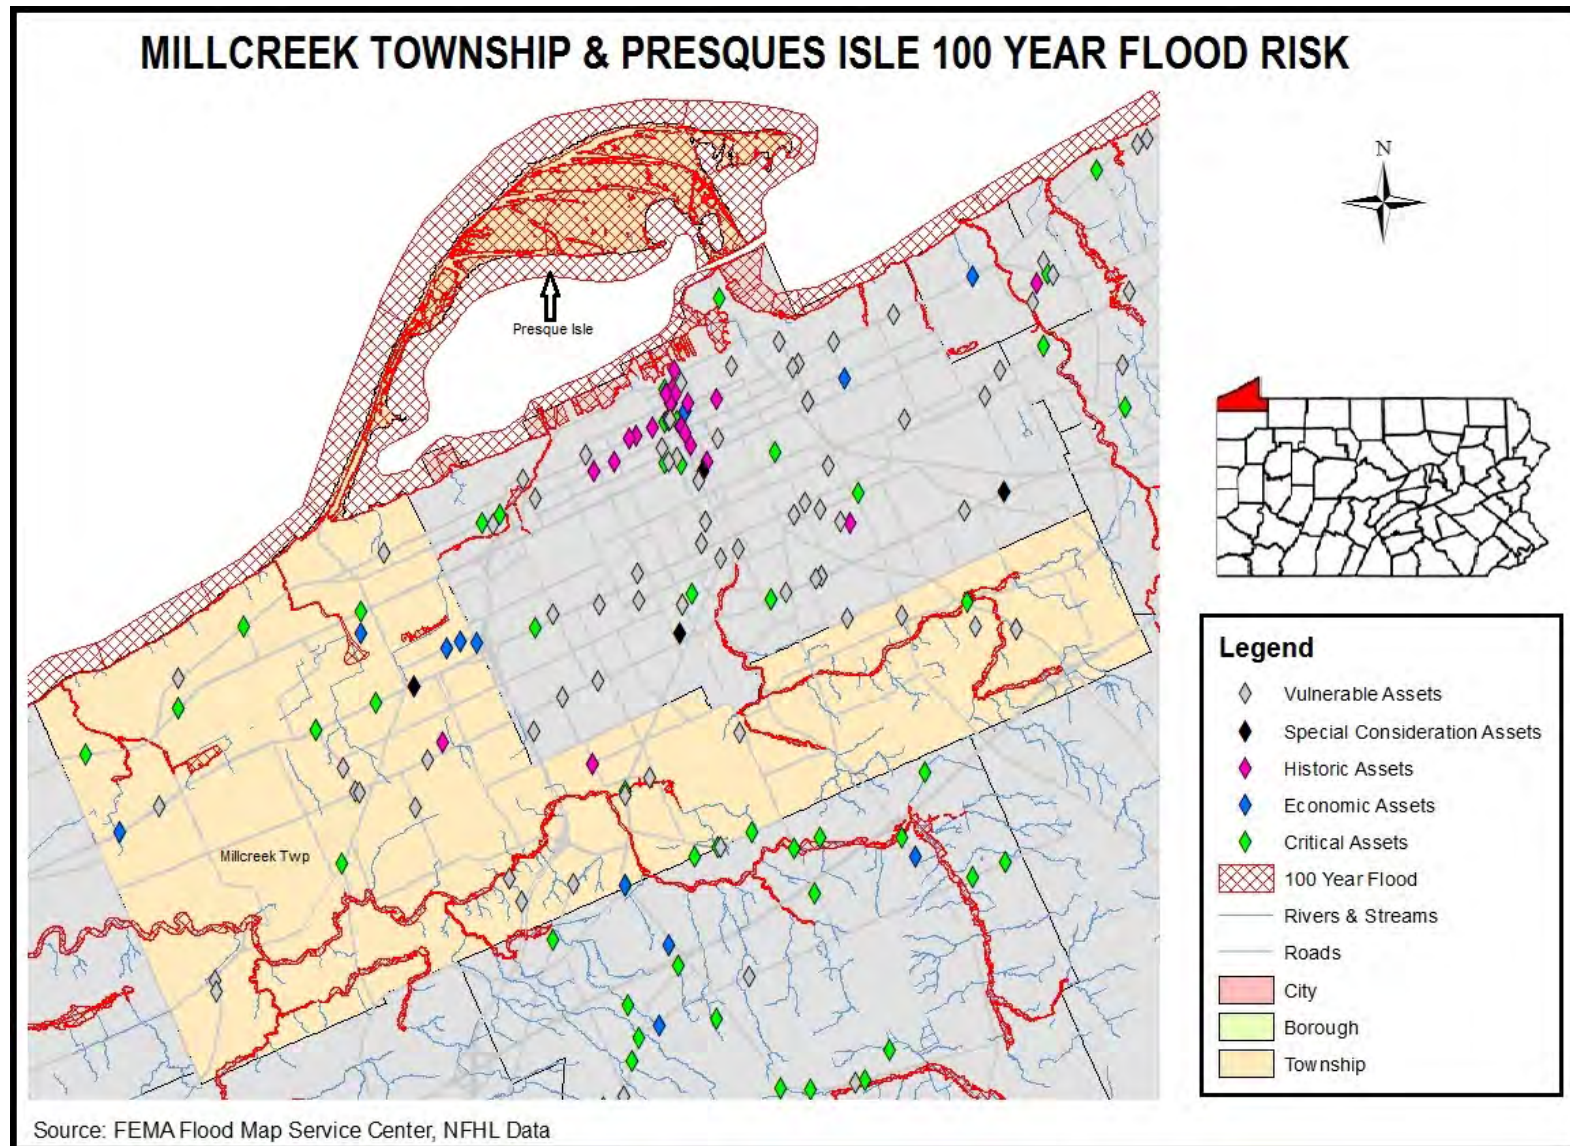 MILLCREEK TOWNSHIP & PRESQUES ISLE 100 YEAR FLOOD RISK
N
Presque Isle
Millcreek Twp
Legend
Vulnerable Assets
Special Consideration Assets
Historic Assets
Economic Assets
Critical Assets
100 Year Flood
Rivers & Streams
Roads
City
Borough
Township
Source: FEMA Flood Map Service Center, NFHL Data